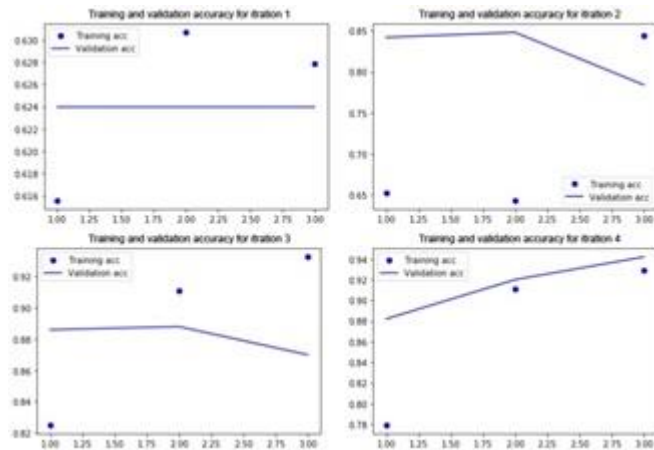 Training and validation accuracy for itration 1
Training acc
Validation acc
0.630
0.628
0.626
0.624
0.622
0.620
0.618
0.616
1.00 1.25 1.50 1.75 2.00 2.25 2.50 2.75 3.00
Training and validation accuracy for itration 2
0.85
0.80
0.75
0.70
0.65
Training acc
Validation acc
1.00 1.25 1.50 1.75 2.00 2.25 2.50 2.75 3.00
Training and validation accuracy for itration 3
Training acc
Validation acc
0.92
0.90
0.88
0.86
0.84
0.82
1.00 1.25 1.50 1.75 2.00 2.25 2.50 2.75 3.00
Training and validation accuracy for itration 4
Training acc
Validation acc
0.94
0.92
0.90
0.88
0.86
0.84
0.82
0.80
0.78
1.00 1.25 1.50 1.75 2.00 2.25 2.50 2.75 3.00